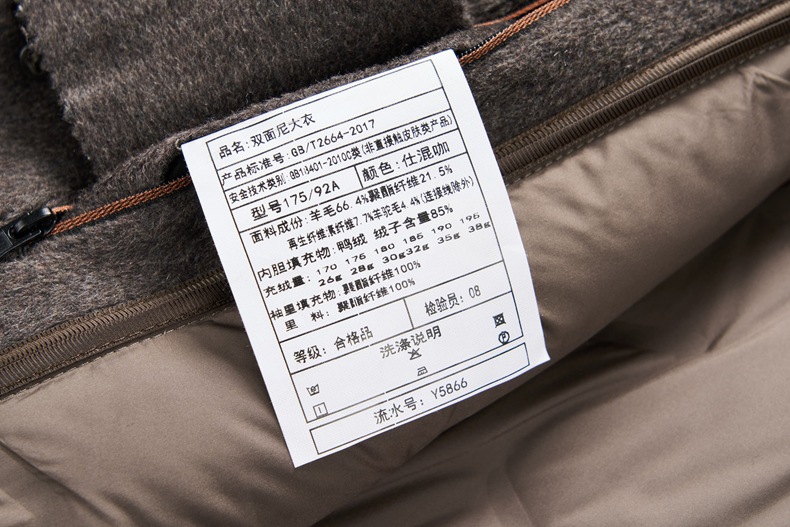 品名: 双面尼大衣
产品标准号: GB/T2664-2017
安全技术类别: GB18401-2010C类(非直接触皮肤类产品)
型号175/92A 颜色: 仕混咖
面料成份: 羊毛66.4%聚酯纤维21.5%
再生纤维素纤维7.7%羊驼毛4.4%(连接线除外)
内胆填充物: 鸭绒 绒子含量85%
170 175 180 185 190 195
充绒量: 26g 28g 30g32g 35g 38g
袖里填充物: 聚酯纤维100%
里 料: 聚酯纤维100%
等级: 合格品 检验员: 08
洗涤说明
流水号: Y5866